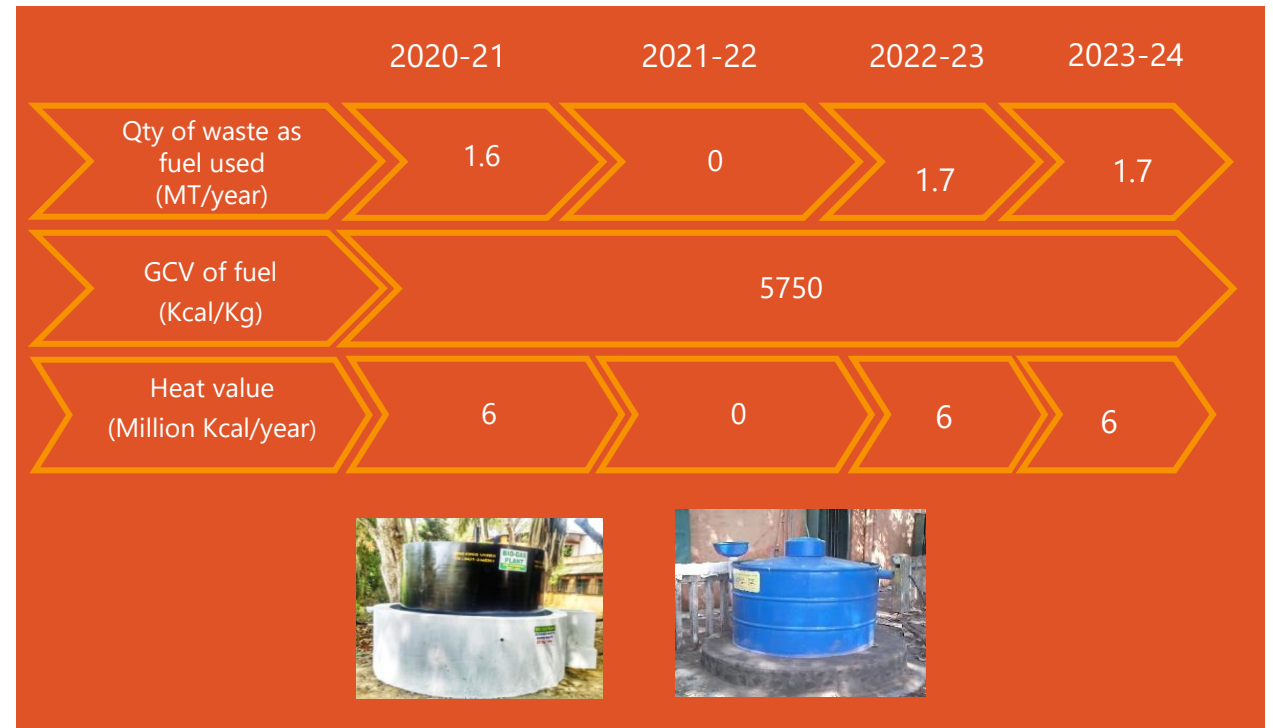 2020-21
2021-22
2022-23
2023-24
Qty of waste as
fuel used
(MT/year)
1.6
0
1.7
1.7
GCV of fuel
(Kcal/Kg)
5750
Heat value
(Million Kcal/year)
6
0
6
6
BIO-GAS
PLANT